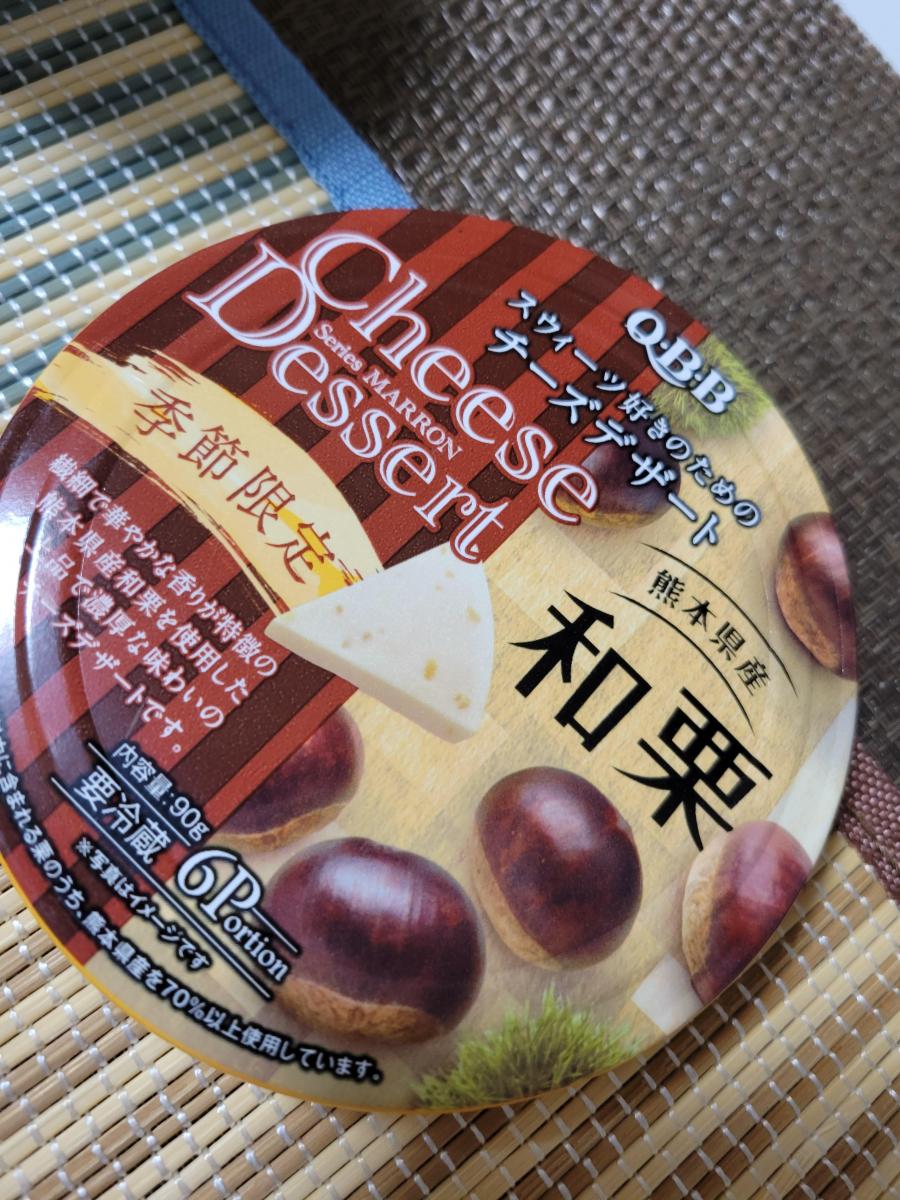 Q・B・B
スウィーツ好きのための
チーズデザート
Cheese
Series MARRON
Dessert
季節限定
繊細で華やかな香りが特徴の
熊本県産和栗を使用した
品で濃厚な味わいの
ーズデザートです。
熊本県産
和栗
内容量:90g
要冷蔵
6Portion
※写真はイメージです
に含まれる栗のうち、熊本県産を70%以上使用しています。